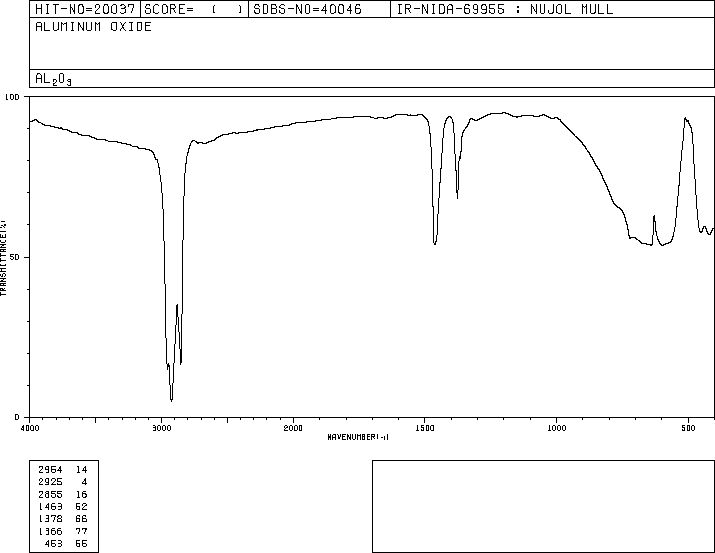 HIT-NO=20037 SCORE= ( ) SDBS-NO=40046 IR-NIDA-69955 : NUJOL MULL
ALUMINUM OXIDE
AL2O3
100
50
0
TRANSMITTANCE(%)
4000 3000 2000 1500 1000 500
WAVENUMBER(-1)
2954 14
2925 4
2855 16
1463 52
1378 66
1366 77
453 55